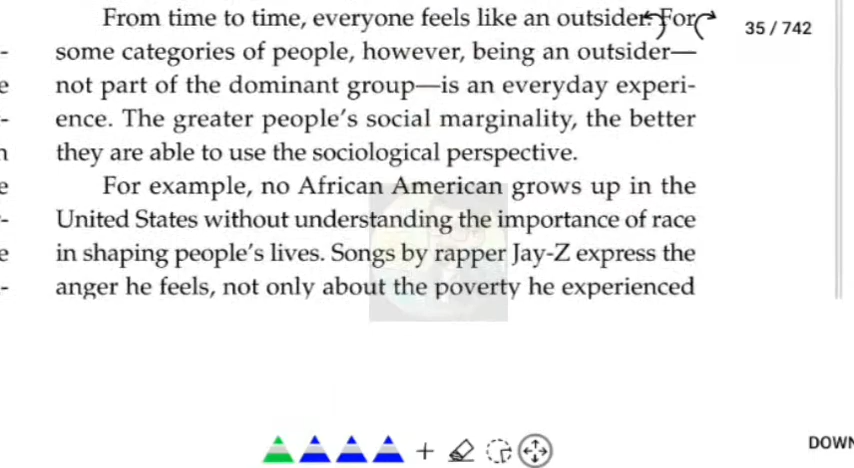 From time to time, everyone feels like an outsider. For
35 / 742
some categories of people, however, being an outsider—
not part of the dominant group—is an everyday experi-
ence. The greater people's social marginality, the better
they are able to use the sociological perspective.
For example, no African American grows up in the
United States without understanding the importance of race
in shaping people's lives. Songs by rapper Jay-Z express the
anger he feels, not only about the poverty he experienced